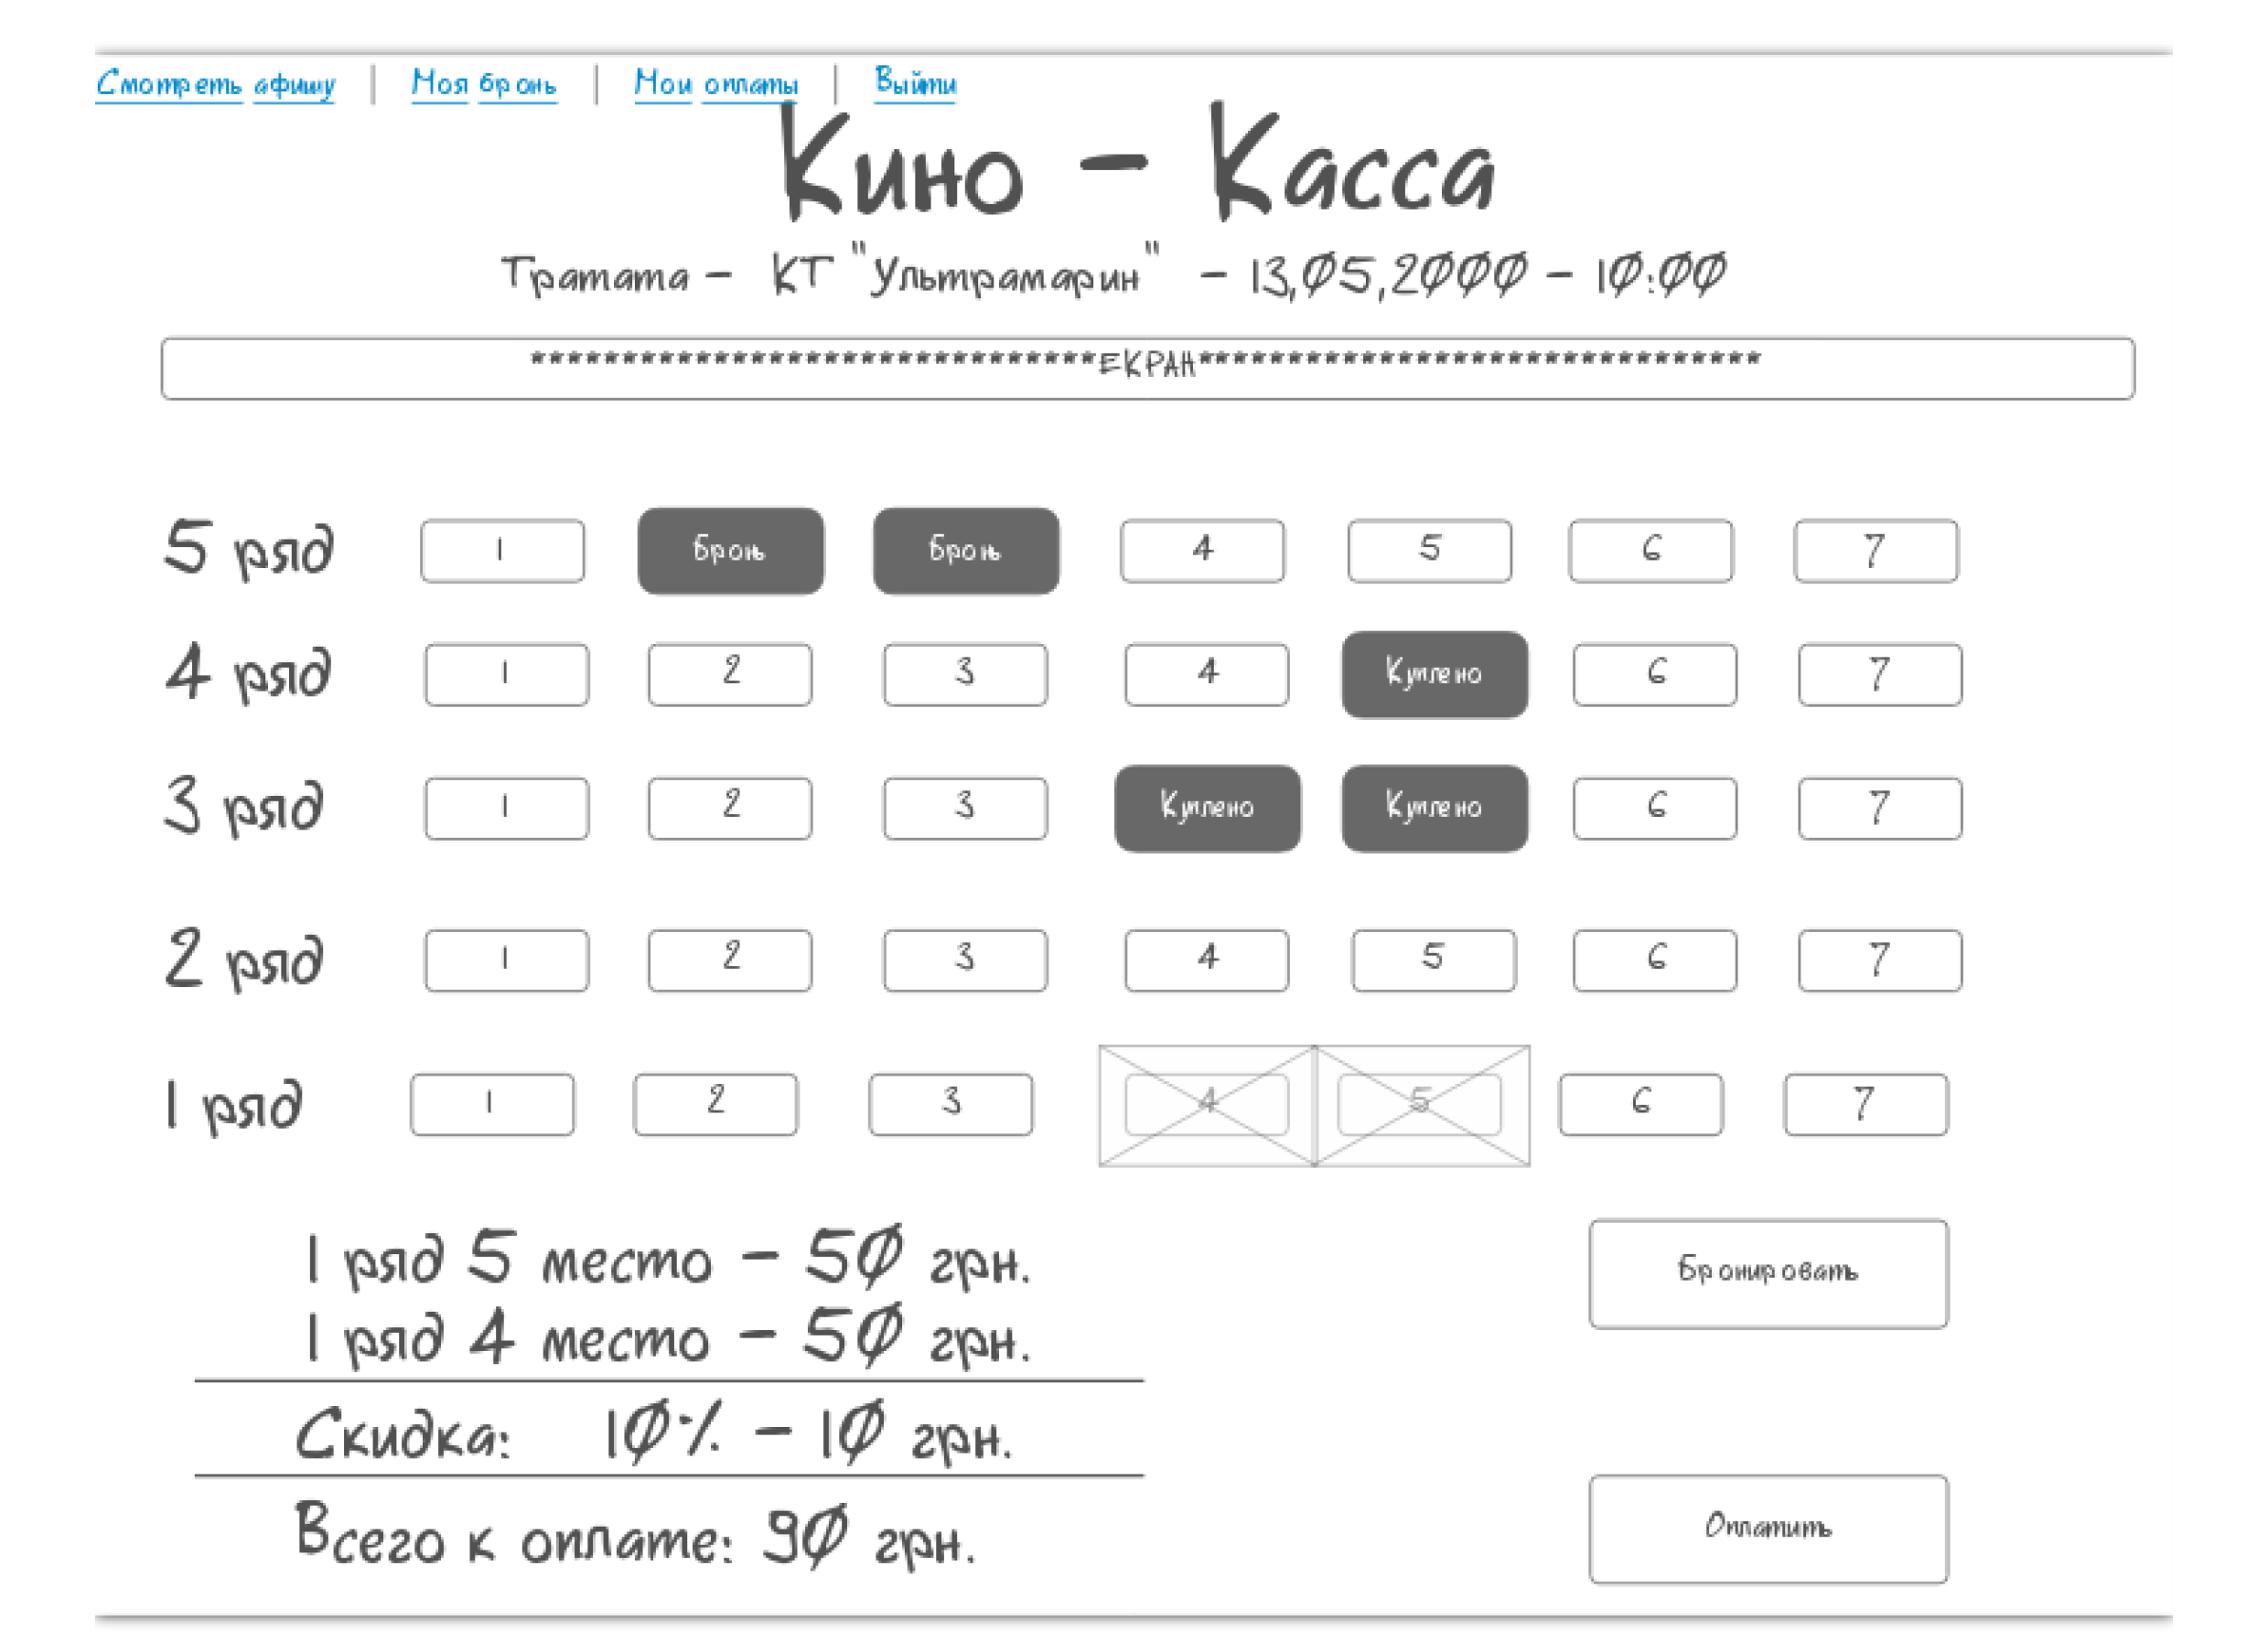 Смотреть афишу | Моя бронь | Мои оплаты | Выйти
Кино - Касса
Тратата - КТ "Ультрамарин" - 13,05,2000 - 10:00
*******************************ЕКРАН*******************************
5 ряд 1 Бронь Бронь 4 5 6 7
4 ряд 1 2 3 4 Куплено 6 7
3 ряд 1 2 3 Куплено Куплено 6 7
2 ряд 1 2 3 4 5 6 7
1 ряд 1 2 3 4 5 6 7
1 ряд 5 место - 50 грн.
Бронировать
1 ряд 4 место - 50 грн.
Скидка: 10% - 10 грн.
Всего к оплате: 90 грн.
Оплатить